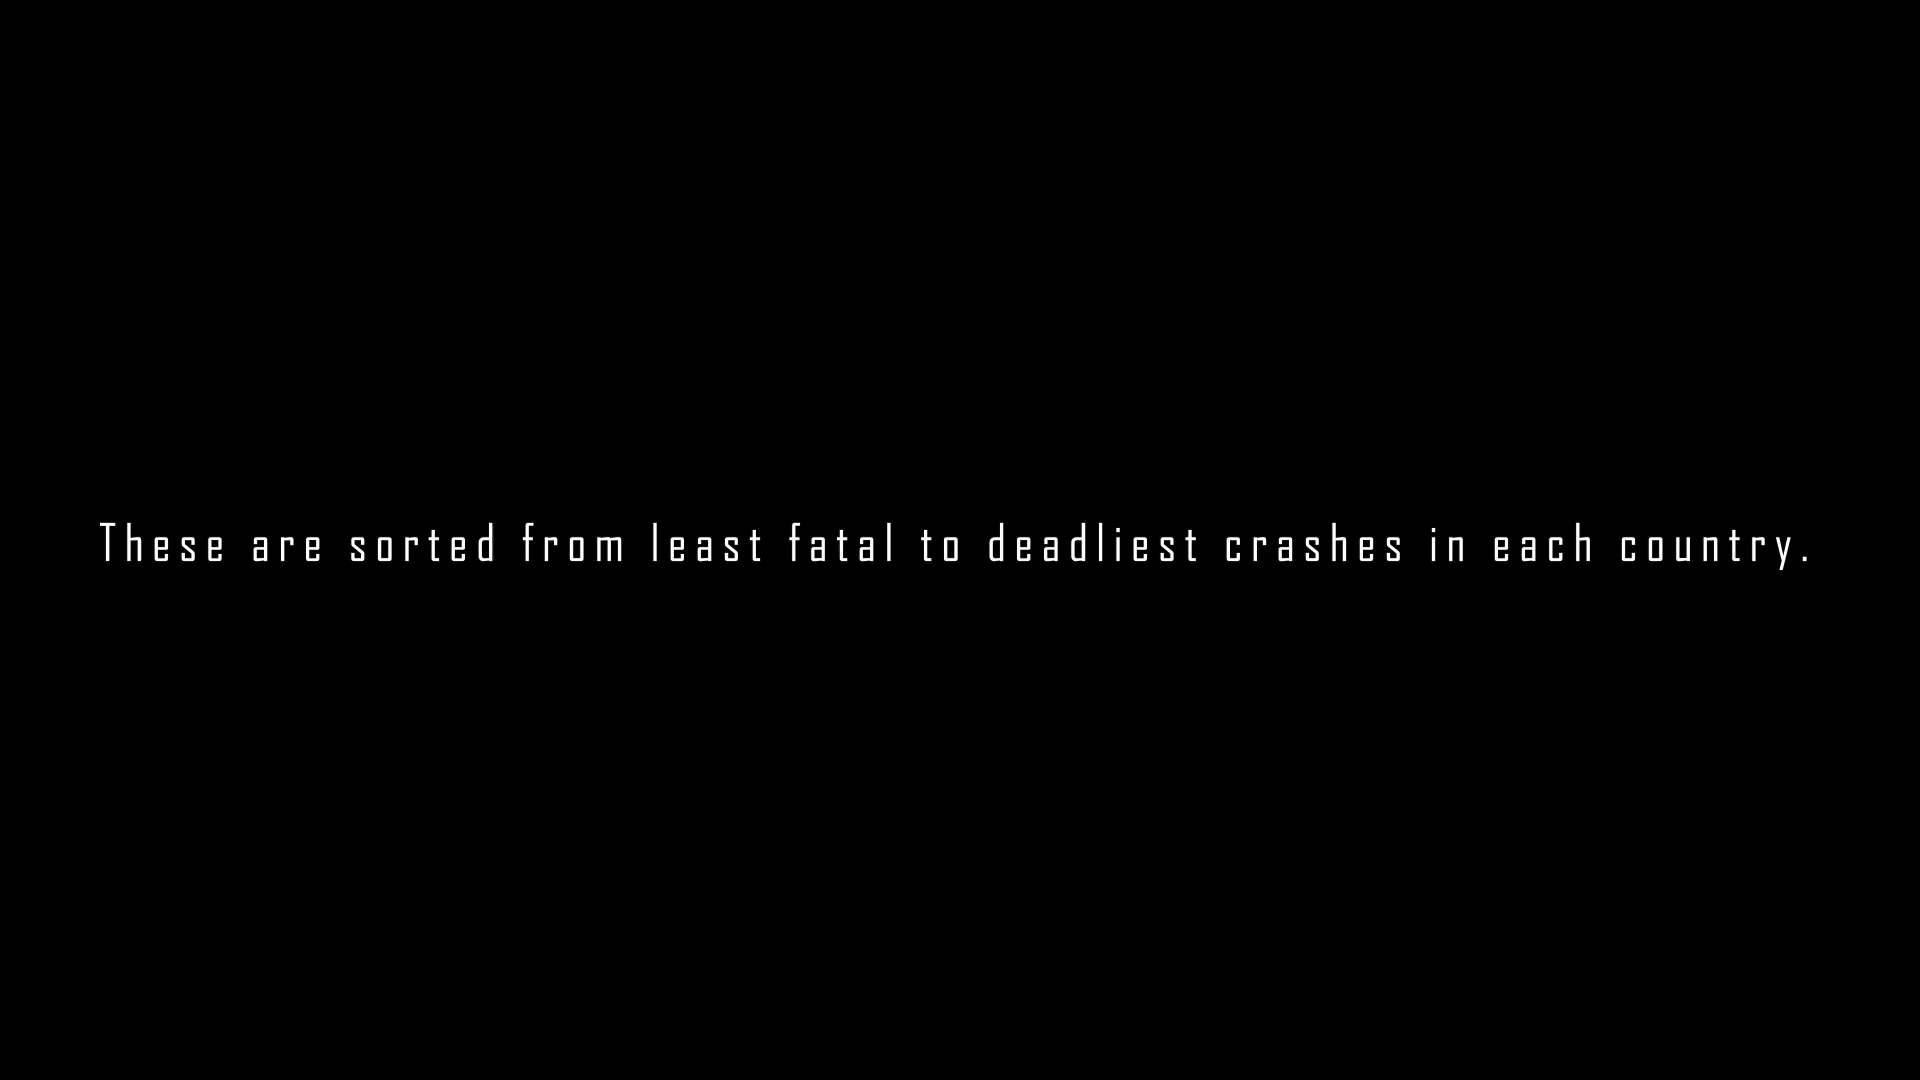 These are sorted from least fatal to deadliest crashes in each country.